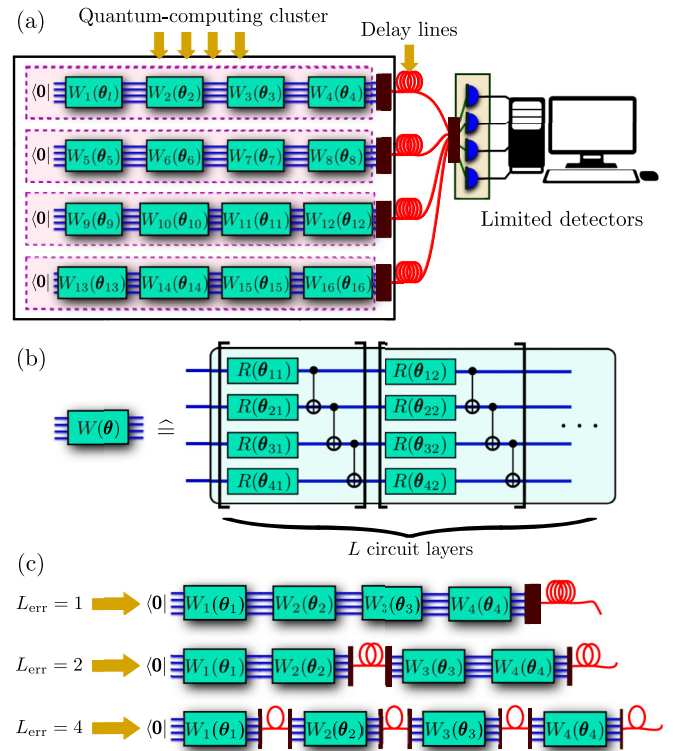 (a)
Quantum-computing cluster
Delay lines
⟨𝟎| W₁(𝜽ₗ) W₂(𝜽₂) W₃(𝜽₃) W₄(𝜽₄)
⟨𝟎| W₅(𝜽₅) W₆(𝜽₆) W₇(𝜽₇) W₈(𝜽₈)
⟨𝟎| W₉(𝜽₉) W₁₀(𝜽₁₀) W₁₁(𝜽₁₁) W₁₂(𝜽₁₂)
⟨𝟎| W₁₃(𝜽₁₃) W₁₄(𝜽₁₄) W₁₅(𝜽₁₅) W₁₆(𝜽₁₆)
Limited detectors
(b)
W(𝜽) ≙
R(𝜽₁₁) R(𝜽₁₂)
R(𝜽₂₁) R(𝜽₂₂)
R(𝜽₃₁) R(𝜽₃₂)
R(𝜽₄₁) R(𝜽₄₂)
· · ·
L circuit layers
(c)
L_err = 1 ⟨𝟎| W₁(𝜽₁) W₂(𝜽₂) W₃(𝜽₃) W₄(𝜽₄)
L_err = 2 ⟨𝟎| W₁(𝜽₁) W₂(𝜽₂) W₃(𝜽₃) W₄(𝜽₄)
L_err = 4 ⟨𝟎| W₁(𝜽₁) W₂(𝜽₂) W₃(𝜽₃) W₄(𝜽₄)